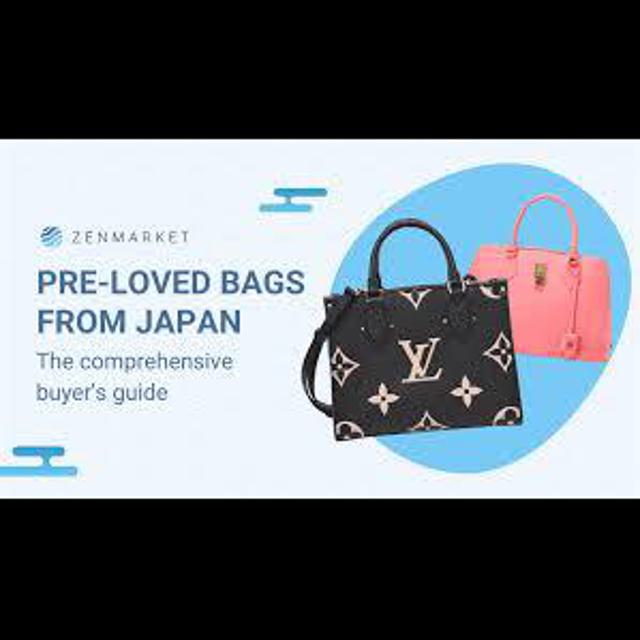 ZENMARKET
PRE-LOVED BAGS
FROM JAPAN
The comprehensive
buyer's guide
LV